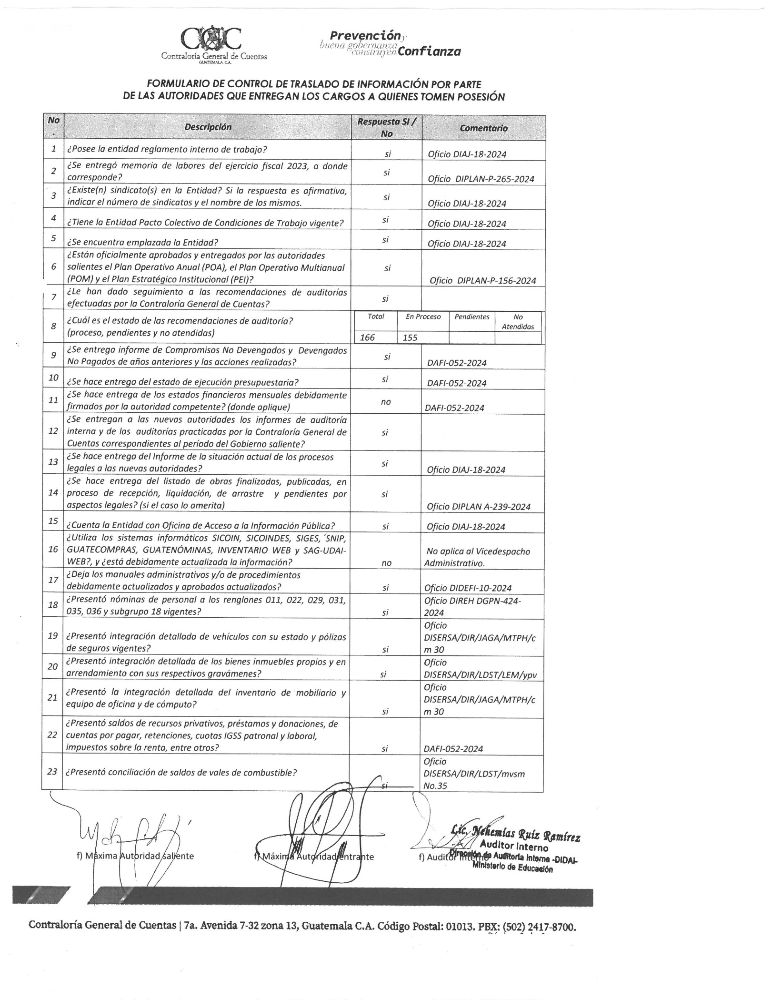 CGC
Contraloría General de Cuentas
GUATEMALA. C.A.
Prevención y
buena gobernanza
construyen Confianza
FORMULARIO DE CONTROL DE TRASLADO DE INFORMACIÓN POR PARTE
DE LAS AUTORIDADES QUE ENTREGAN LOS CARGOS A QUIENES TOMEN POSESIÓN
No
.
Descripción
Respuesta SI /
No
Comentario
1
¿Posee la entidad reglamento interno de trabajo?
si
Oficio DIAJ-18-2024
2
¿Se entregó memoria de labores del ejercicio fiscal 2023, a donde
corresponde?
si
Oficio DIPLAN-P-265-2024
3
¿Existe(n) sindicato(s) en la Entidad? Si la respuesta es afirmativa,
indicar el número de sindicatos y el nombre de los mismos.
si
Oficio DIAJ-18-2024
4
¿Tiene la Entidad Pacto Colectivo de Condiciones de Trabajo vigente?
si
Oficio DIAJ-18-2024
5
¿Se encuentra emplazada la Entidad?
si
Oficio DIAJ-18-2024
6
¿Están oficialmente aprobados y entregados por las autoridades
salientes el Plan Operativo Anual (POA), el Plan Operativo Multianual
(POM) y el Plan Estratégico Institucional (PEI)?
si
Oficio DIPLAN-P-156-2024
7
¿Le han dado seguimiento a las recomendaciones de auditorías
efectuadas por la Contraloría General de Cuentas?
si
8
¿Cuál es el estado de las recomendaciones de auditoría?
(proceso, pendientes y no atendidas)
Total
En Proceso
Pendientes
No
Atendidas
166
155
9
¿Se entrega informe de Compromisos No Devengados y Devengados
No Pagados de años anteriores y las acciones realizadas?
si
DAFI-052-2024
10
¿Se hace entrega del estado de ejecución presupuestaria?
si
DAFI-052-2024
11
¿Se hace entrega de los estados financieros mensuales debidamente
firmados por la autoridad competente? (donde aplique)
no
DAFI-052-2024
12
¿Se entregan a las nuevas autoridades los informes de auditoría
interna y de las auditorías practicadas por la Contraloría General de
Cuentas correspondientes al período del Gobierno saliente?
si
13
¿Se hace entrega del Informe de la situación actual de los procesos
legales a las nuevas autoridades?
si
Oficio DIAJ-18-2024
14
¿Se hace entrega del listado de obras finalizadas, publicadas, en
proceso de recepción, liquidación, de arrastre y pendientes por
aspectos legales? (si el caso lo amerita)
si
Oficio DIPLAN A-239-2024
15
¿Cuenta la Entidad con Oficina de Acceso a la Información Pública?
si
Oficio DIAJ-18-2024
16
¿Utiliza los sistemas informáticos SICOIN, SICOINDES, SIGES, SNIP,
GUATECOMPRAS, GUATENÓMINAS, INVENTARIO WEB y SAG-UDAI-
WEB?, y ¿está debidamente actualizada la información?
no
No aplica al Vicedespacho
Administrativo.
17
¿Deja los manuales administrativos y/o de procedimientos
debidamente actualizados y aprobados actualizados?
si
Oficio DIDEFI-10-2024
18
¿Presentó nóminas de personal a los renglones 011, 022, 029, 031,
035, 036 y subgrupo 18 vigentes?
si
Oficio DIREH DGPN-424-
2024
19
¿Presentó integración detallada de vehículos con su estado y pólizas
de seguros vigentes?
si
Oficio
DISERSA/DIR/JAGA/MTPH/c
m 30
20
¿Presentó integración detallada de los bienes inmuebles propios y en
arrendamiento con sus respectivos gravámenes?
si
Oficio
DISERSA/DIR/LDST/LEM/ypv
21
¿Presentó la integración detallada del inventario de mobiliario y
equipo de oficina y de cómputo?
si
Oficio
DISERSA/DIR/JAGA/MTPH/c
m 30
22
¿Presentó saldos de recursos privativos, préstamos y donaciones, de
cuentas por pagar, retenciones, cuotas IGSS patronal y laboral,
impuestos sobre la renta, entre otros?
si
DAFI-052-2024
23
¿Presentó conciliación de saldos de vales de combustible?
si
Oficio
DISERSA/DIR/LDST/mvsm
No.35
Lic. Nehemías Ruíz Ramírez
Auditor Interno
Dirección de Auditoría Interna -DIDAI-
Ministerio de Educación
f) Máxima Autoridad saliente
f) Máxima Autoridad entrante
f) Auditor Interno
Contraloría General de Cuentas | 7a. Avenida 7-32 zona 13, Guatemala C.A. Código Postal: 01013. PBX: (502) 2417-8700.